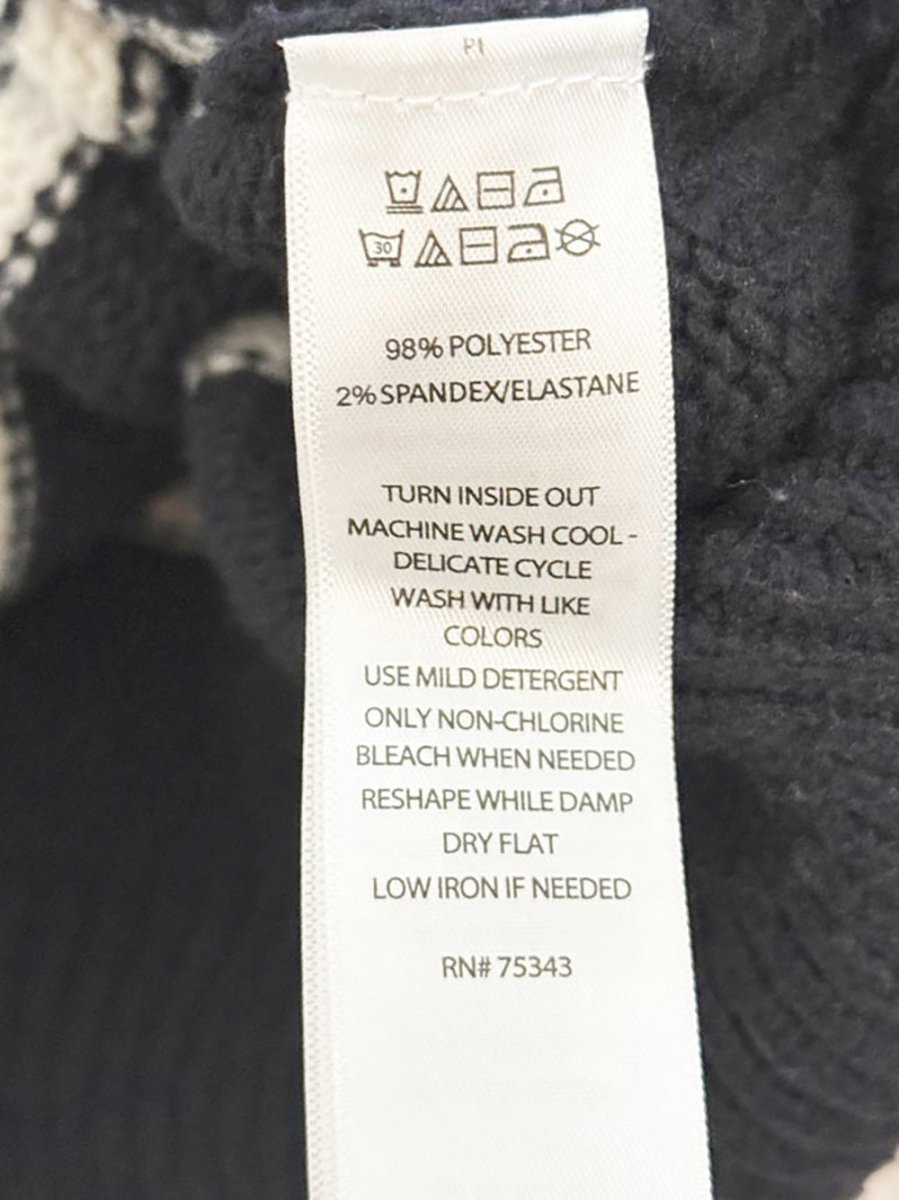 30
98% POLYESTER
2% SPANDEX/ELASTANE
TURN INSIDE OUT
MACHINE WASH COOL -
DELICATE CYCLE
WASH WITH LIKE
COLORS
USE MILD DETERGENT
ONLY NON-CHLORINE
BLEACH WHEN NEEDED
RESHAPE WHILE DAMP
DRY FLAT
LOW IRON IF NEEDED
RN# 75343